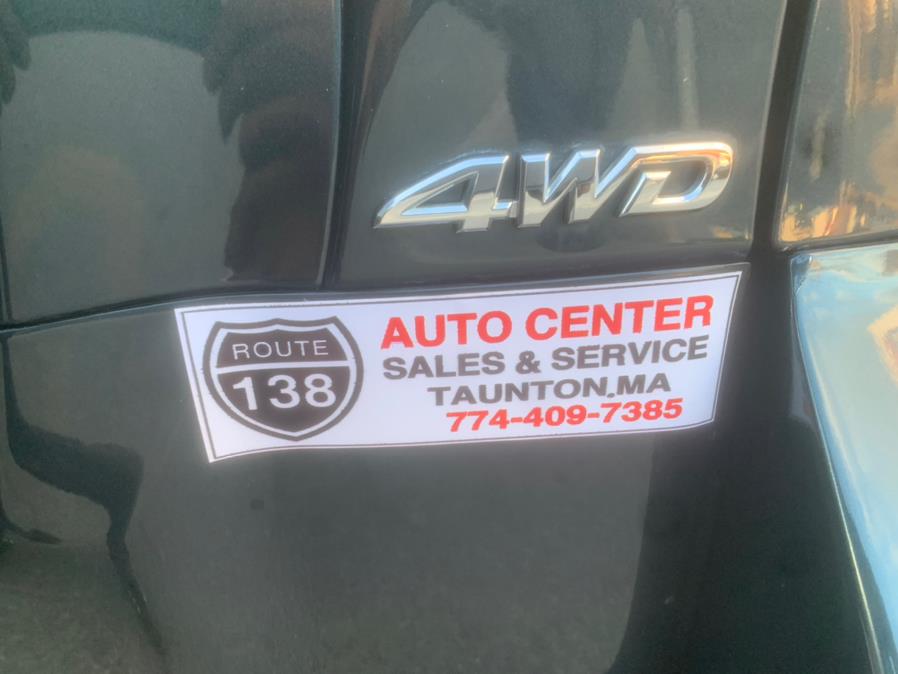 4WD
ROUTE
138
AUTO CENTER
SALES & SERVICE
TAUNTON,MA
774-409-7385